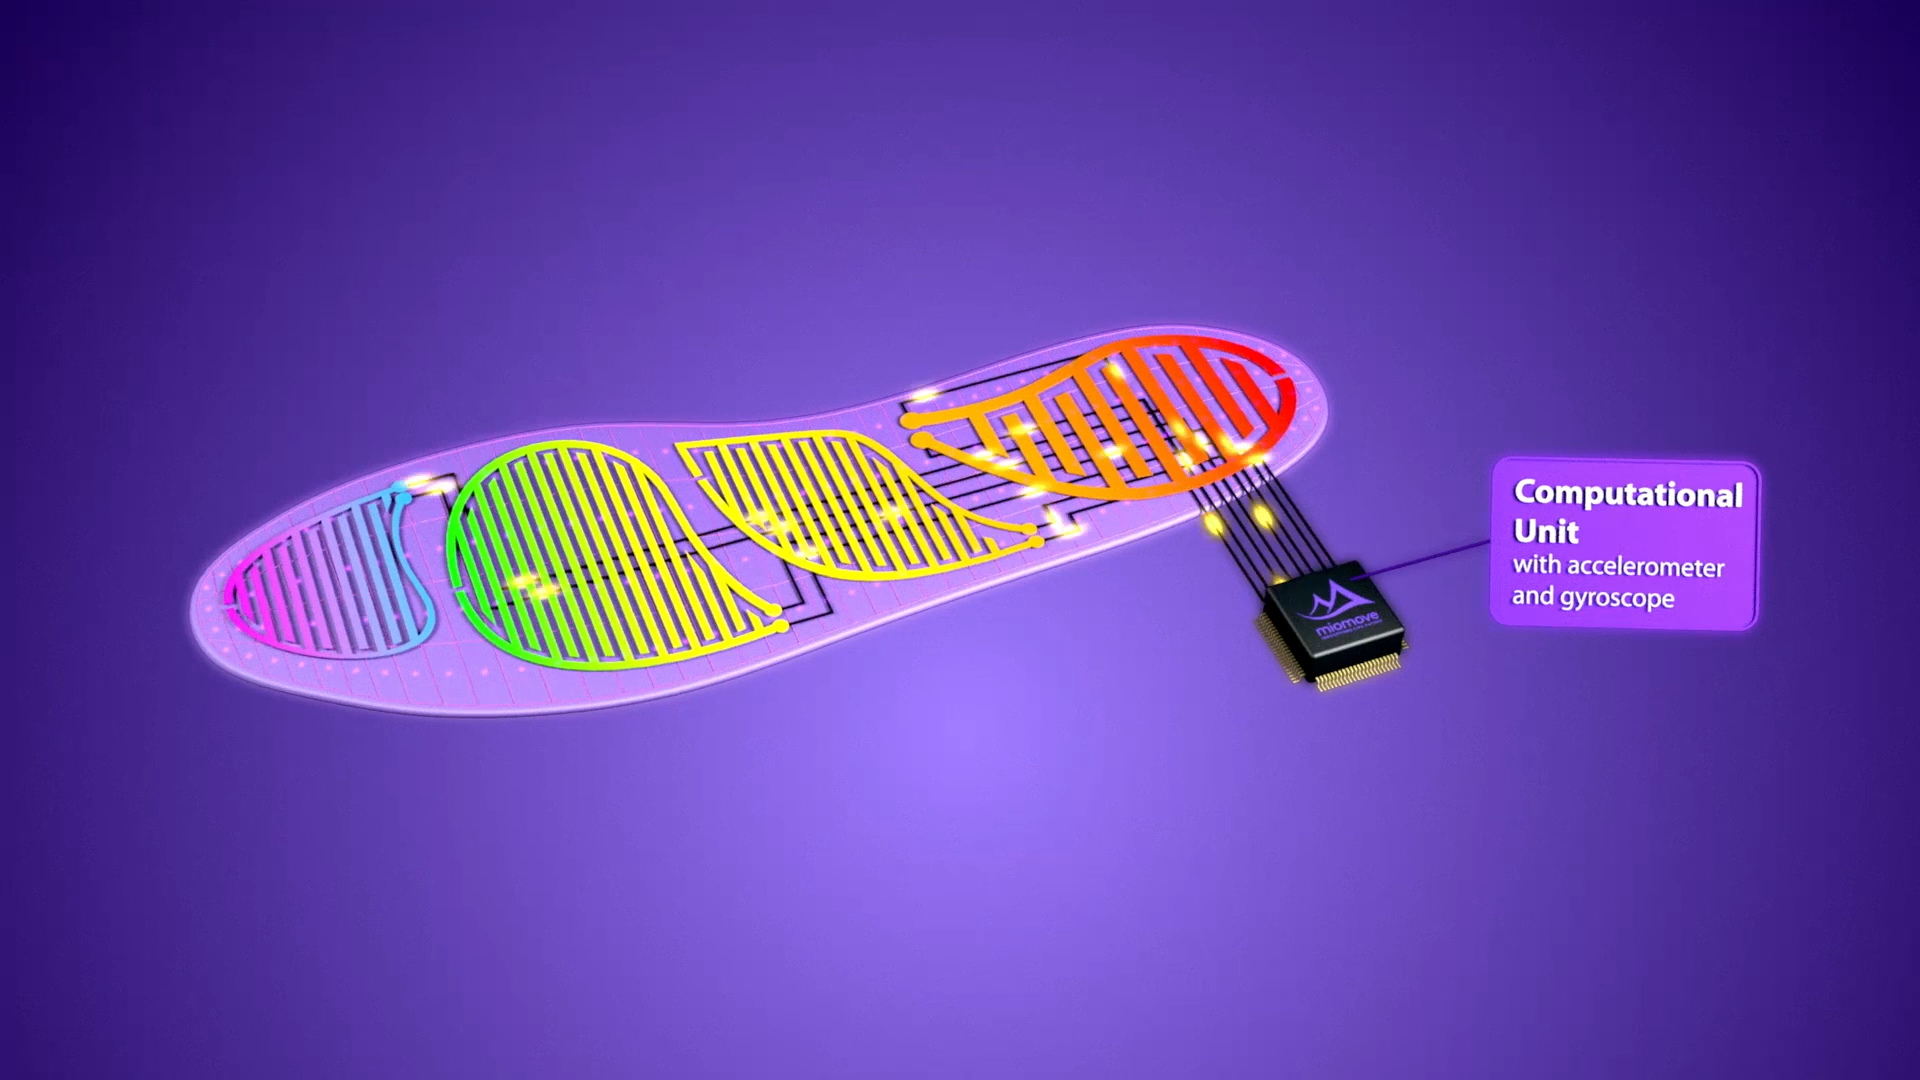 Computational
Unit
with accelerometer
and gyroscope
miomove